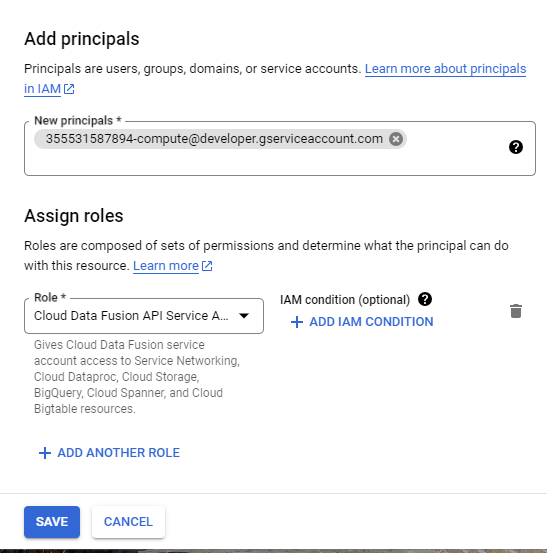 Add principals
Principals are users, groups, domains, or service accounts. Learn more about principals
in IAM
New principals *
355531587894-compute@developer.gserviceaccount.com
Assign roles
Roles are composed of sets of permissions and determine what the principal can do
with this resource. Learn more
Role *
IAM condition (optional)
Cloud Data Fusion API Service A...
+ ADD IAM CONDITION
Gives Cloud Data Fusion service
account access to Service Networking,
Cloud Dataproc, Cloud Storage,
BigQuery, Cloud Spanner, and Cloud
Bigtable resources.
+ ADD ANOTHER ROLE
SAVE
CANCEL